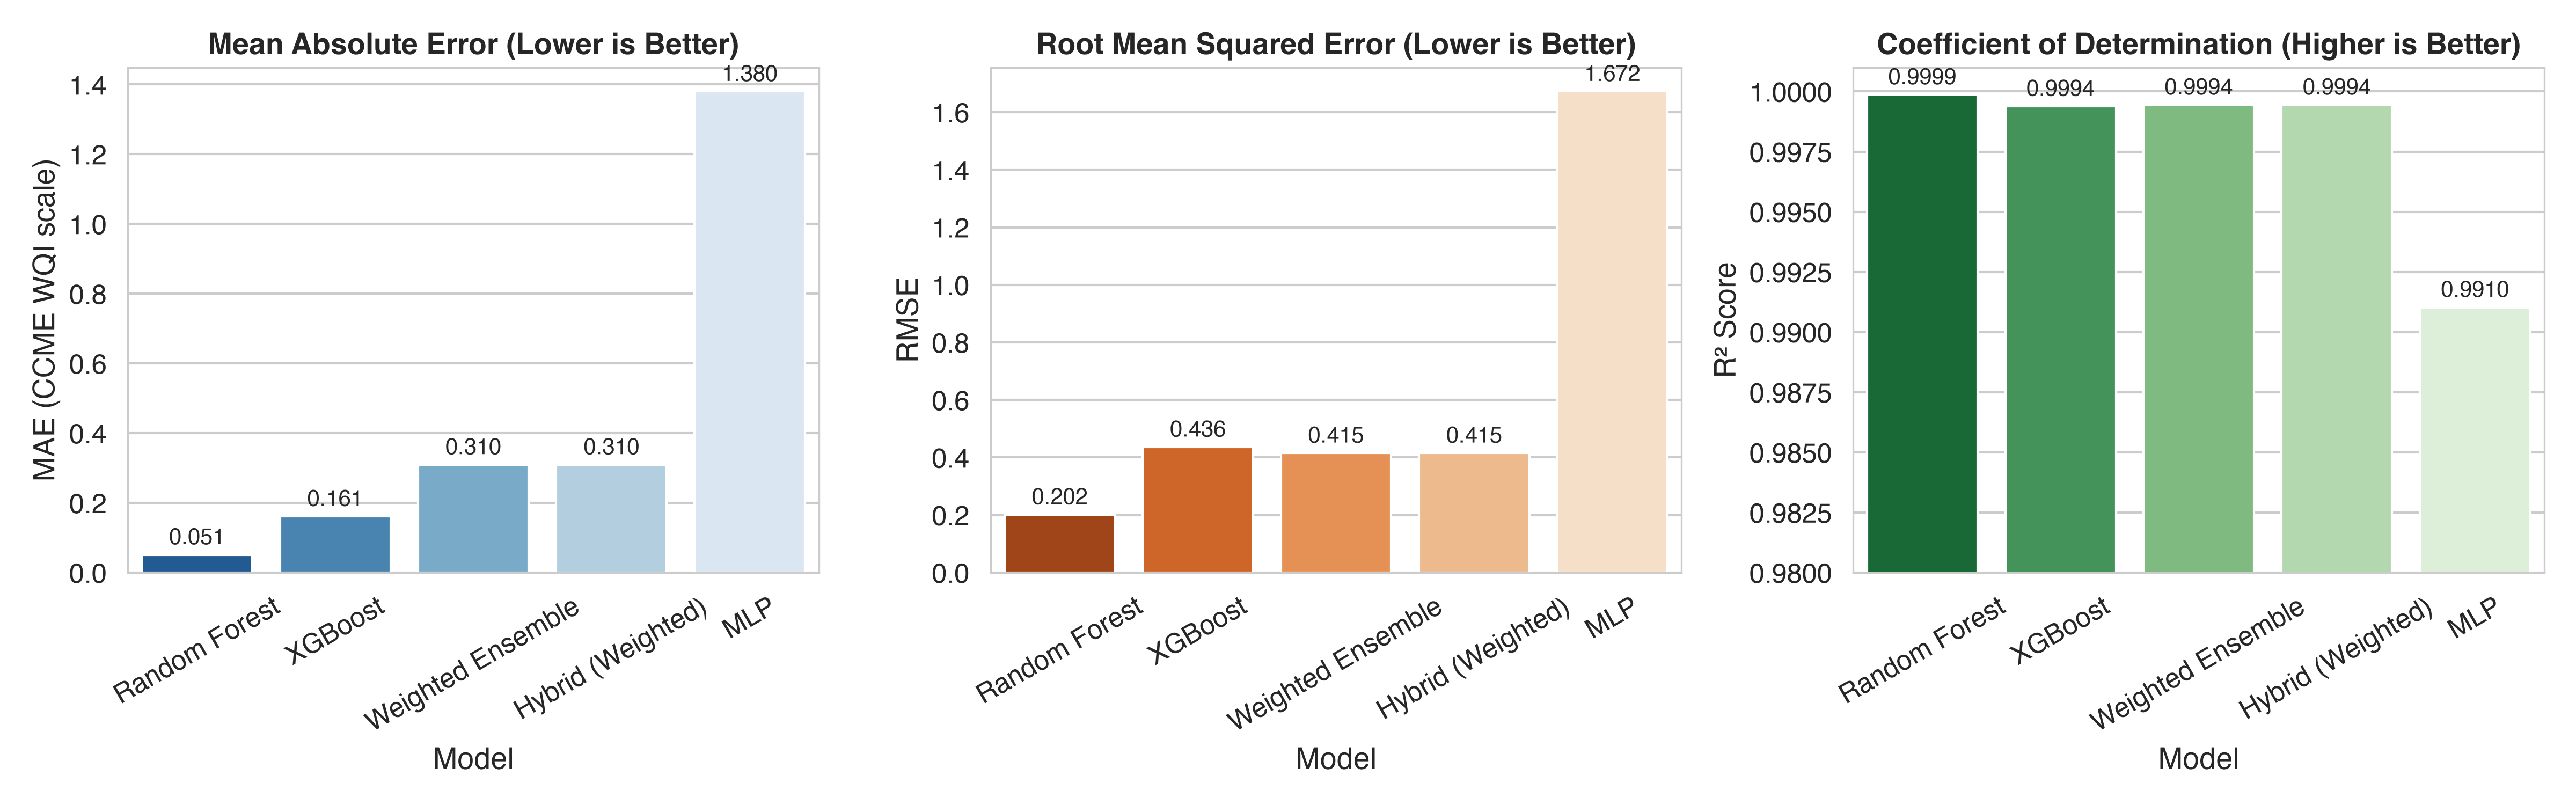 Mean Absolute Error (Lower is Better)
MAE (CCME WQI scale)
1.4
1.2
1.0
0.8
0.6
0.4
0.2
0.0
0.051
0.161
0.310
0.310
1.380
Random Forest
XGBoost
Weighted Ensemble
Hybrid (Weighted)
MLP
Model
Root Mean Squared Error (Lower is Better)
RMSE
1.6
1.4
1.2
1.0
0.8
0.6
0.4
0.2
0.0
0.202
0.436
0.415
0.415
1.672
Random Forest
XGBoost
Weighted Ensemble
Hybrid (Weighted)
MLP
Model
Coefficient of Determination (Higher is Better)
R² Score
1.0000
0.9975
0.9950
0.9925
0.9900
0.9875
0.9850
0.9825
0.9800
0.9999
0.9994
0.9994
0.9994
0.9910
Random Forest
XGBoost
Weighted Ensemble
Hybrid (Weighted)
MLP
Model